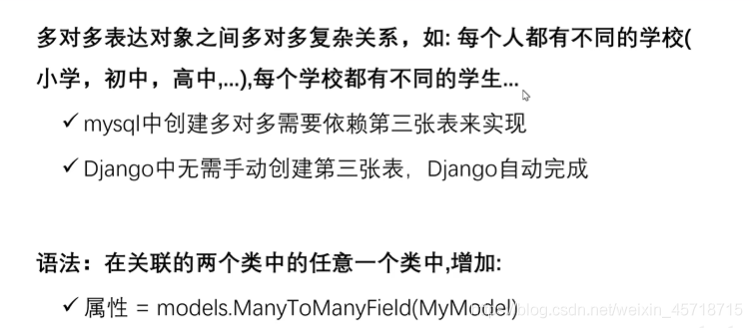 多对多表达对象之间多对多复杂关系，如: 每个人都有不同的学校(
小学，初中，高中,...),每个学校都有不同的学生...
✓ mysql中创建多对多需要依赖第三张表来实现
✓ Django中无需手动创建第三张表，Django自动完成
语法：在关联的两个类中的任意一个类中,增加:
✓ 属性 = models.ManyToManyField(MyModel)
https://blog.csdn.net/weixin_45718715